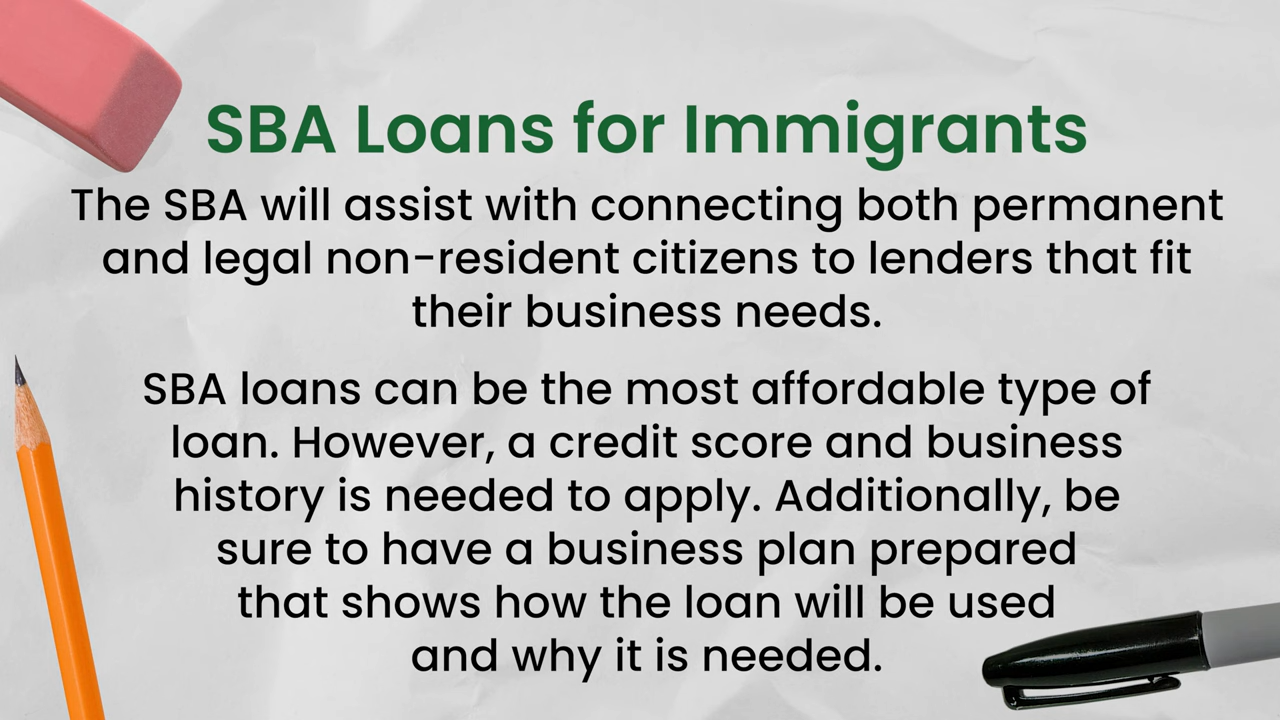 SBA Loans for Immigrants
The SBA will assist with connecting both permanent
and legal non-resident citizens to lenders that fit
their business needs.
SBA loans can be the most affordable type of
loan. However, a credit score and business
history is needed to apply. Additionally, be
sure to have a business plan prepared
that shows how the loan will be used
and why it is needed.